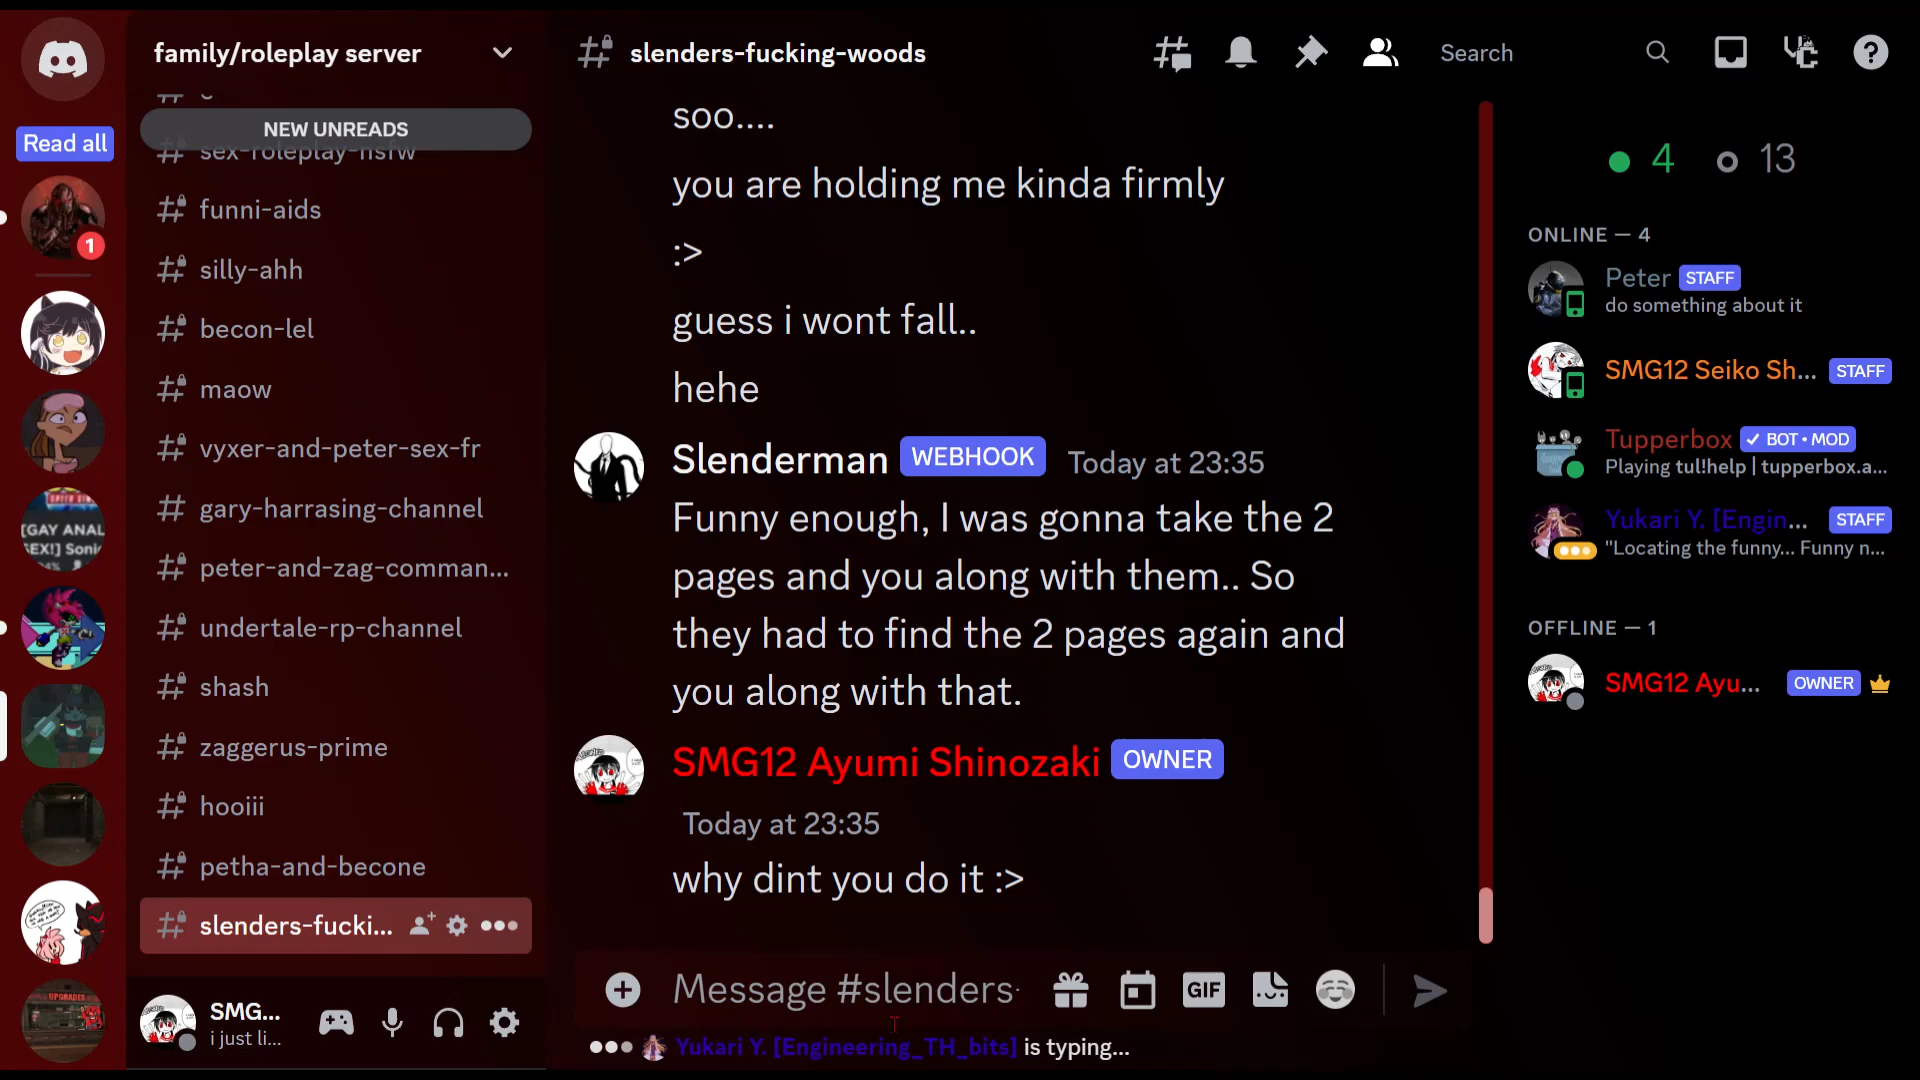 family/roleplay server
slenders-fucking-woods
Search
Read all
NEW UNREADS
sex-roleplay-nsfw
funni-aids
silly-ahh
becon-lel
maow
vyxer-and-peter-sex-fr
gary-harrasing-channel
peter-and-zag-comman...
undertale-rp-channel
shash
zaggerus-prime
hooiii
petha-and-becone
slenders-fucki...
1
[GAY ANAL
SEX!] Sonic
UPGRADES
SMG...
i just li...
soo....
you are holding me kinda firmly
:>
guess i wont fall..
hehe
Slenderman WEBHOOK Today at 23:35
Funny enough, I was gonna take the 2
pages and you along with them.. So
they had to find the 2 pages again and
you along with that.
SMG12 Ayumi Shinozaki OWNER
Today at 23:35
why dint you do it :>
Message #slenders-
GIF
Yukari Y. [Engineering_TH_bits] is typing...
4 13
ONLINE — 4
Peter STAFF
do something about it
SMG12 Seiko Sh... STAFF
Tupperbox ✓ BOT • MOD
Playing tul!help | tupperbox.a...
Yukari Y. [Engin... STAFF
"Locating the funny... Funny n...
OFFLINE — 1
SMG12 Ayu... OWNER